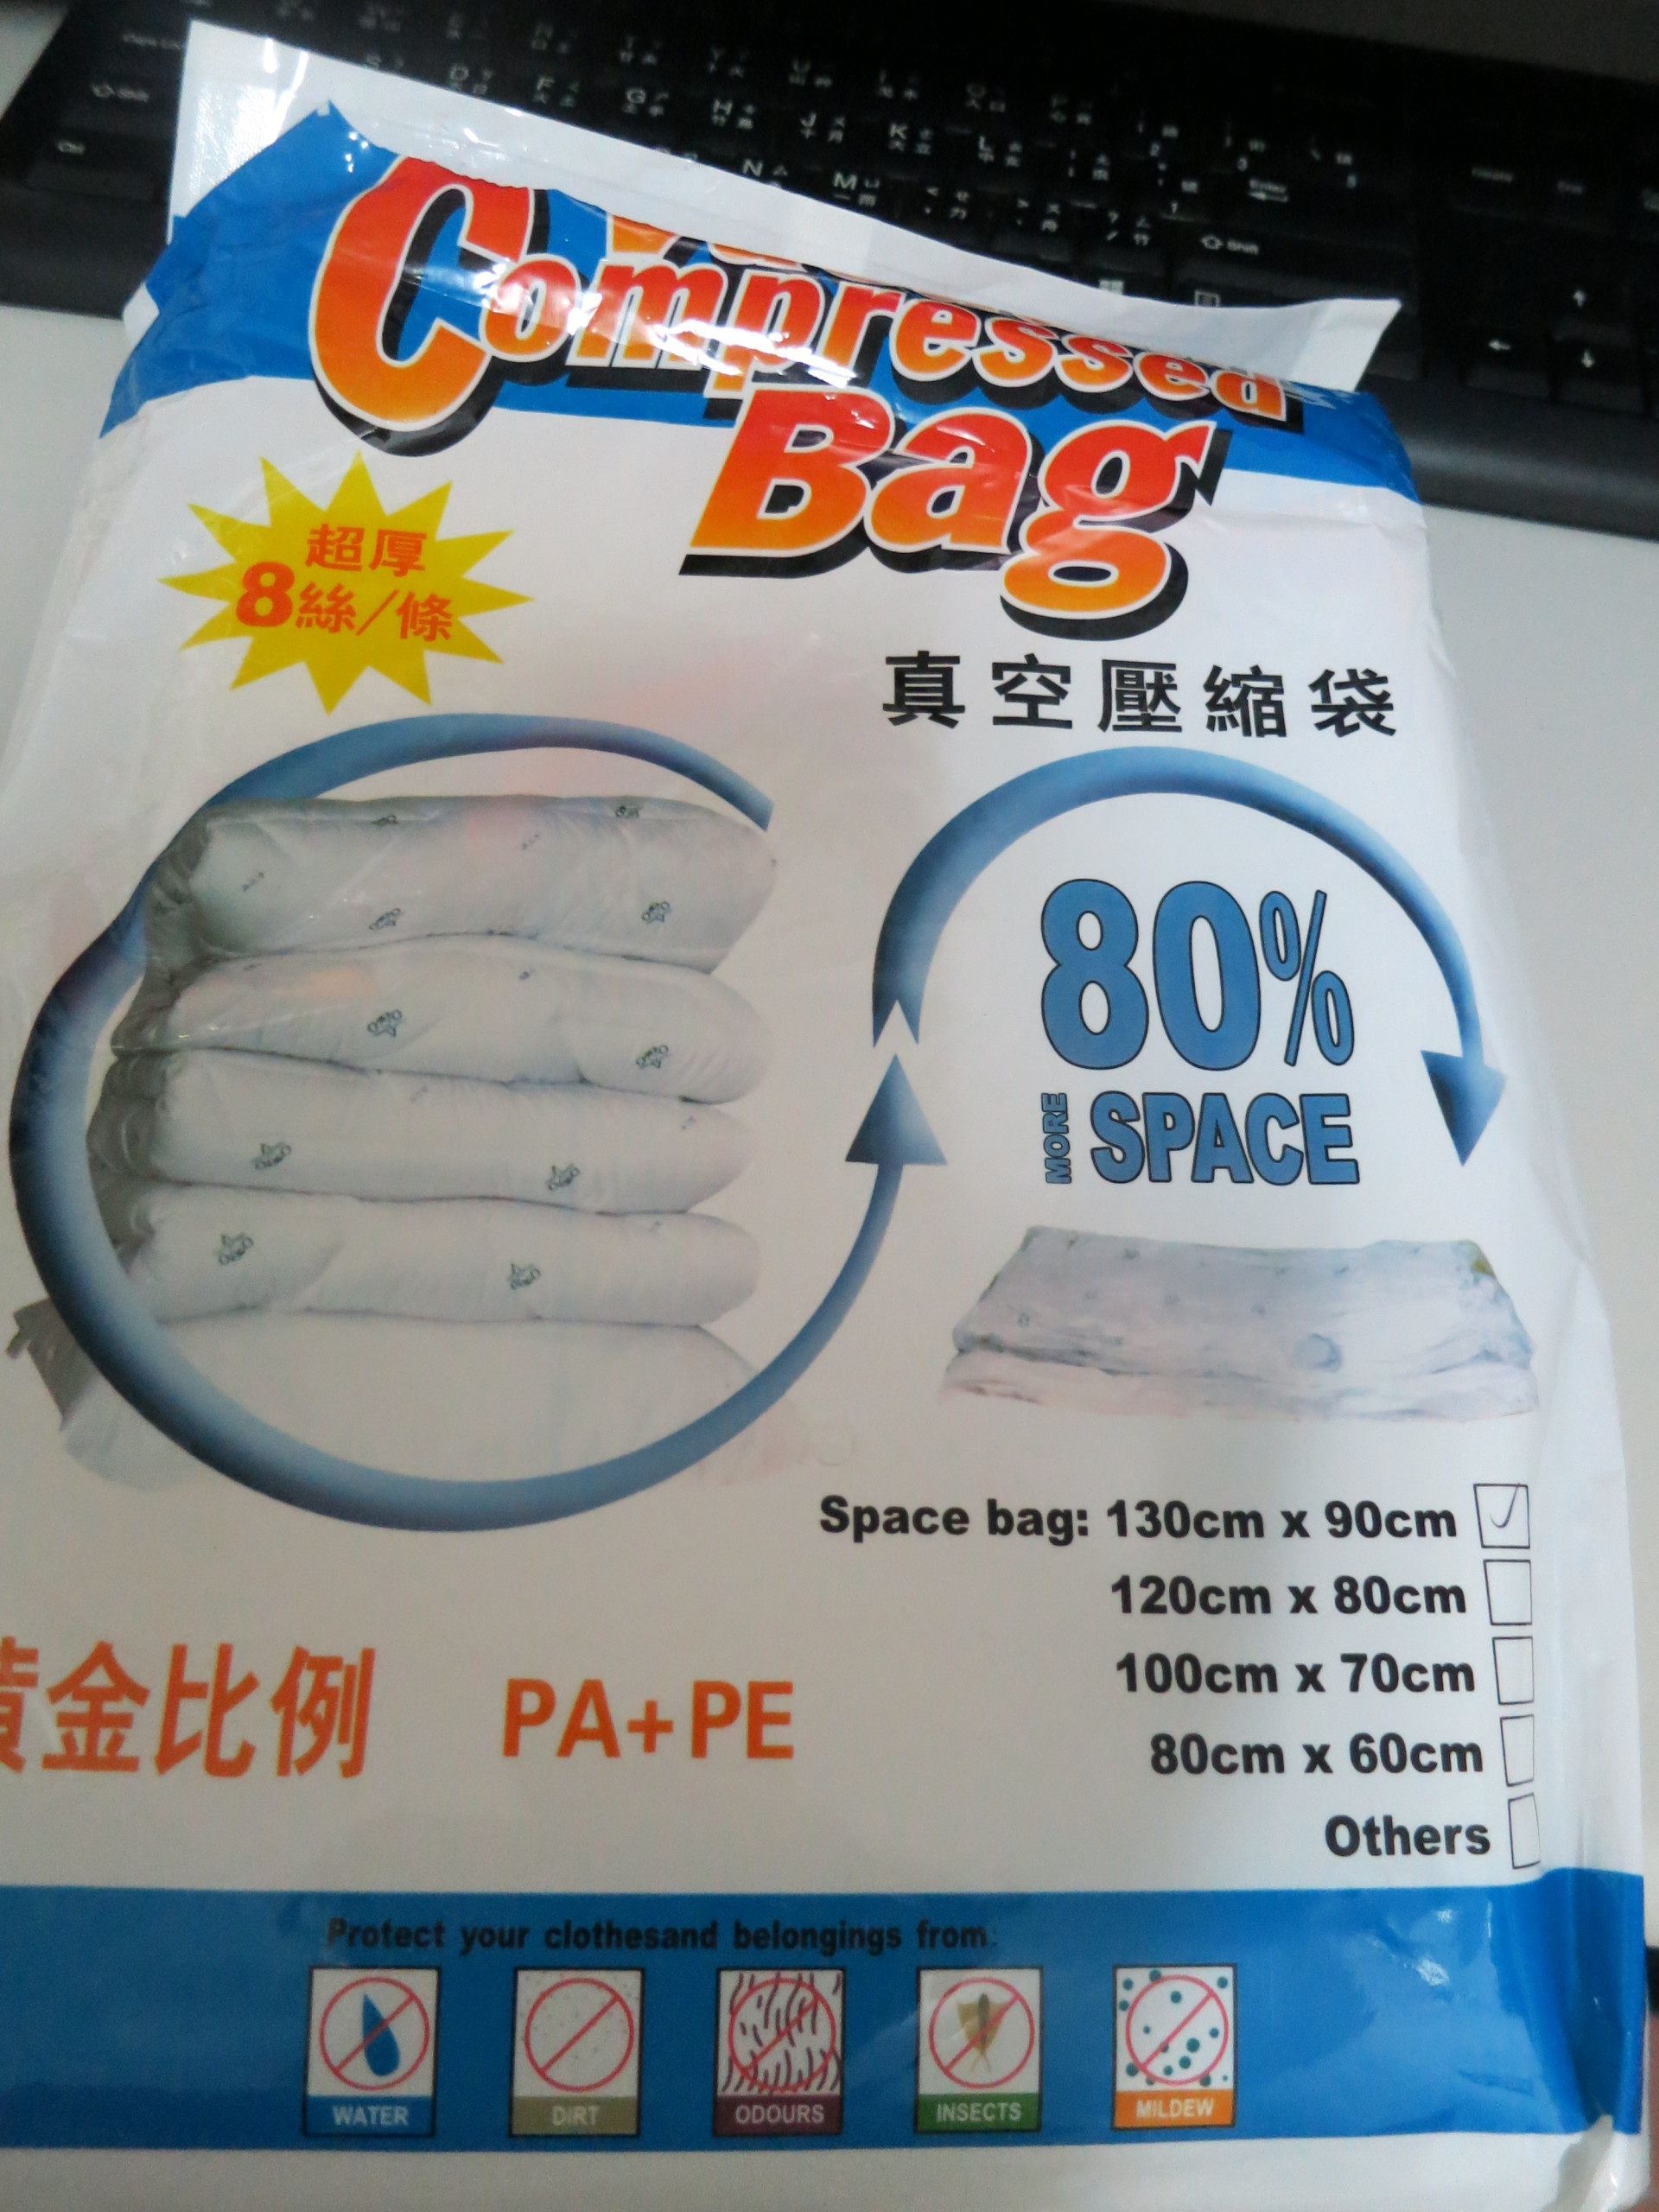 Compressed
Bag
超厚
8絲/條
真空壓縮袋
80%
MORE SPACE
Space bag: 130cm x 90cm
120cm x 80cm
100cm x 70cm
80cm x 60cm
Others
黃金比例 PA+PE
Protect your clothesand belongings from:
WATER
DIRT
ODOURS
INSECTS
MILDEW